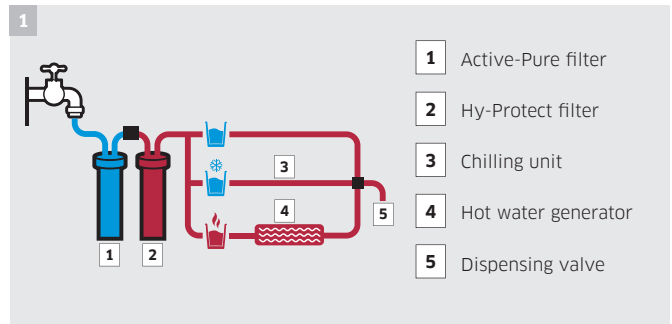 1
1 Active-Pure filter
2 Hy-Protect filter
3 Chilling unit
4 Hot water generator
5 Dispensing valve
3
4
5
1 2